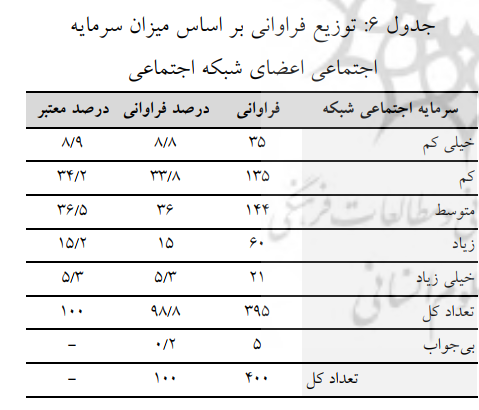 جدول ۶: توزیع فراوانی بر اساس میزان سرمایه
اجتماعی اعضای شبکه اجتماعی
سرمایه اجتماعی شبکه فراوانی درصد فراوانی درصد معتبر
خیلی کم ۳۵ ۸/۸ ۸/۹
کم ۱۳۵ ۳۳/۸ ۳۴/۲
متوسط ۱۴۴ ۳۶ ۳۶/۵
زیاد ۶۰ ۱۵ ۱۵/۲
خیلی زیاد ۲۱ ۵/۳ ۵/۳
تعداد کل ۳۹۵ ۹۸/۸ ۱۰۰
بی‌جواب ۵ ۰/۲ –
تعداد کل ۴۰۰ ۱۰۰ –